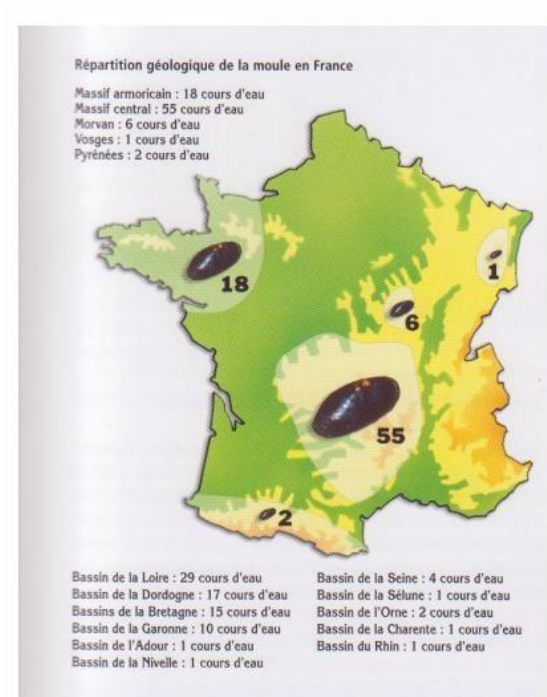 Répartition géologique de la moule en France
Massif armoricain : 18 cours d'eau
Massif central : 55 cours d'eau
Morvan : 6 cours d'eau
Vosges : 1 cours d'eau
Pyrénées : 2 cours d'eau
18
1
6
55
2
Bassin de la Loire : 29 cours d'eau
Bassin de la Dordogne : 17 cours d'eau
Bassins de la Bretagne : 15 cours d'eau
Bassin de la Garonne : 10 cours d'eau
Bassin de l'Adour : 1 cours d'eau
Bassin de la Nivelle : 1 cours d'eau
Bassin de la Seine : 4 cours d'eau
Bassin de la Sélune : 1 cours d'eau
Bassin de l'Orne : 2 cours d'eau
Bassin de la Charente : 1 cours d'eau
Bassin du Rhin : 1 cours d'eau